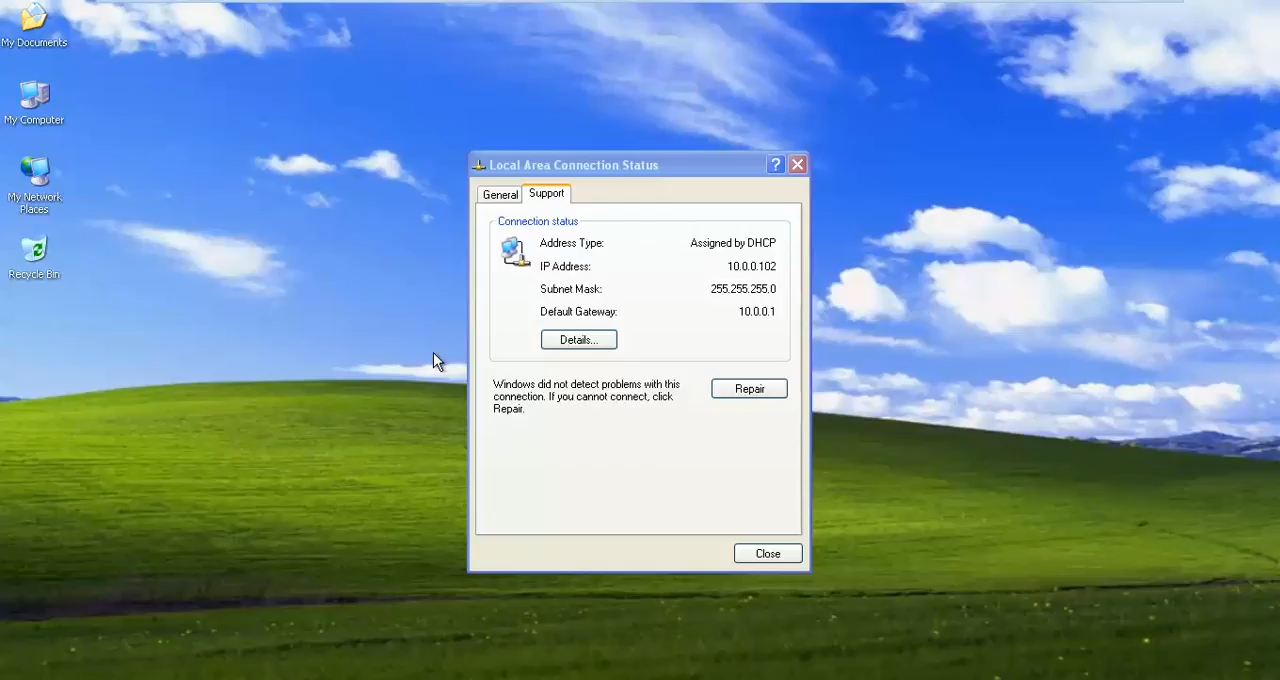 My Documents
My Computer
My Network
Places
Recycle Bin
Local Area Connection Status
?
General
Support
Connection status
Address Type: Assigned by DHCP
IP Address: 10.0.0.102
Subnet Mask: 255.255.255.0
Default Gateway: 10.0.0.1
Details...
Windows did not detect problems with this
connection. If you cannot connect, click
Repair.
Repair
Close